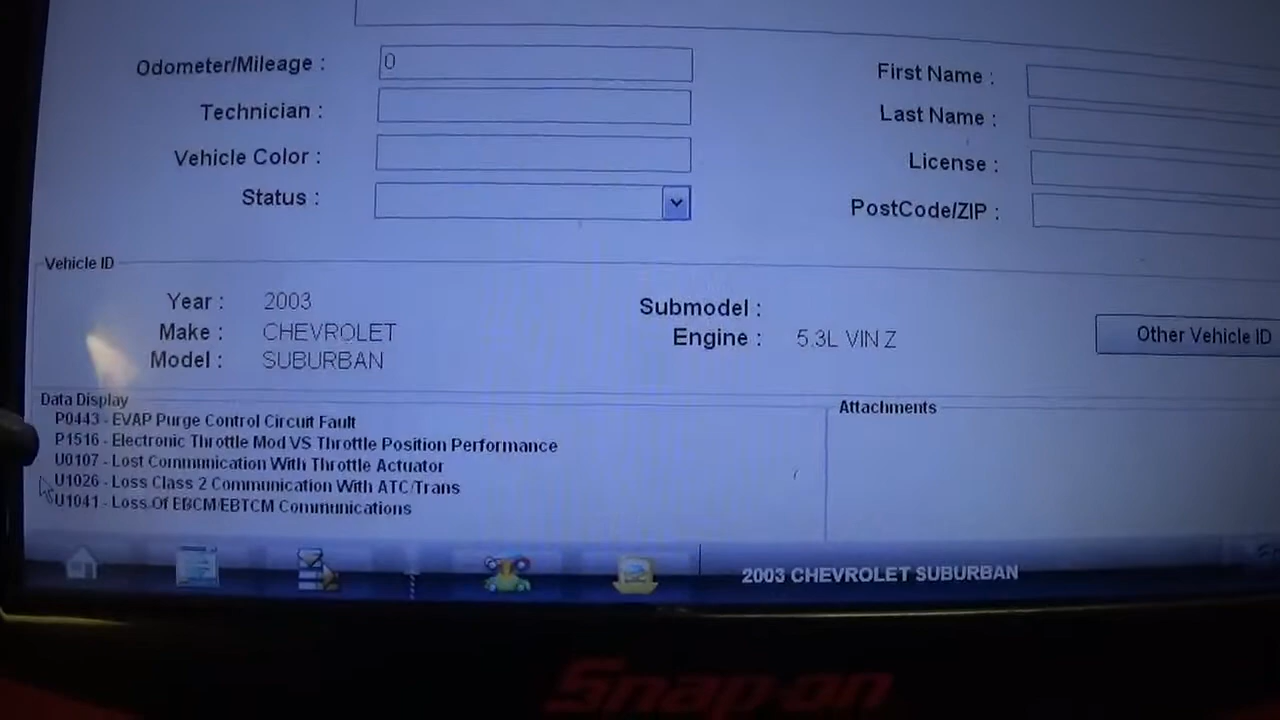 Odometer/Mileage : 0
Technician :
Vehicle Color :
Status :
First Name :
Last Name :
License :
PostCode/ZIP :
Vehicle ID
Year : 2003
Make : CHEVROLET
Model : SUBURBAN
Submodel :
Engine : 5.3L VIN Z
Other Vehicle ID
Data Display
P0443 - EVAP Purge Control Circuit Fault
P1516 - Electronic Throttle Mod VS Throttle Position Performance
U0107 - Lost Communication With Throttle Actuator
U1026 - Loss Class 2 Communication With ATC/Trans
U1041 - Loss Of EBCM/EBTCM Communications
Attachments
2003 CHEVROLET SUBURBAN
Snap-on